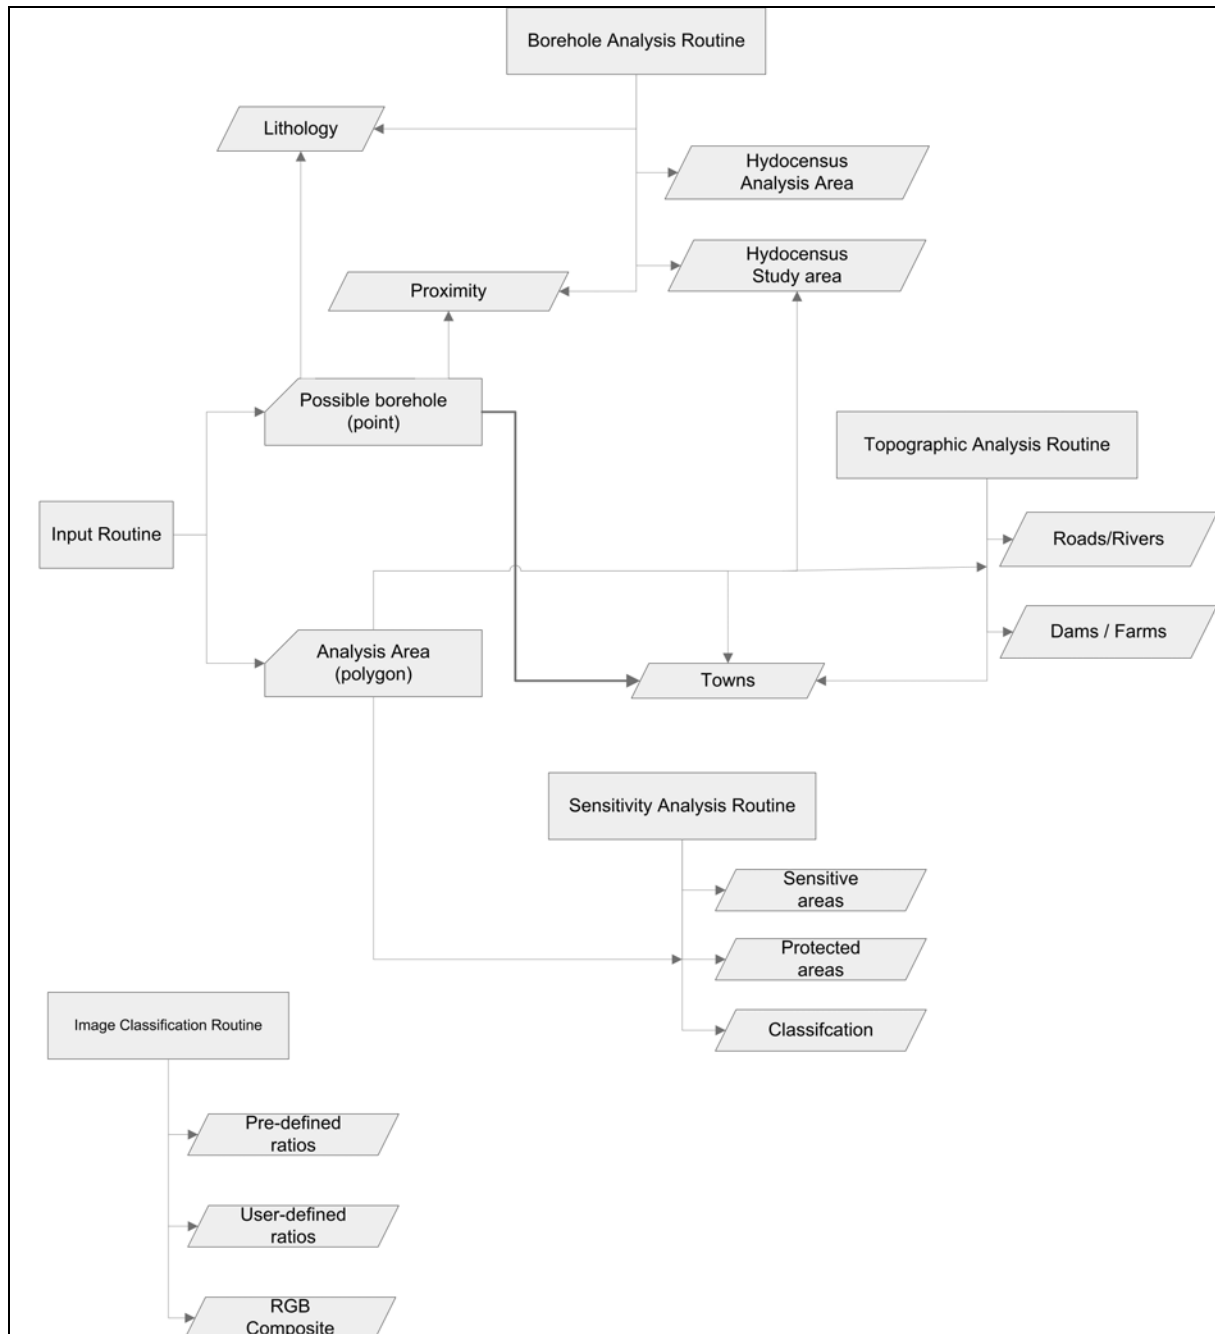 Borehole Analysis Routine
Lithology
Hydocensus
Analysis Area
Hydocensus
Study area
Proximity
Possible borehole
(point)
Topographic Analysis Routine
Input Routine
Roads/Rivers
Dams / Farms
Analysis Area
(polygon)
Towns
Sensitivity Analysis Routine
Sensitive
areas
Protected
areas
Classifcation
Image Classification Routine
Pre-defined
ratios
User-defined
ratios
RGB
Composite